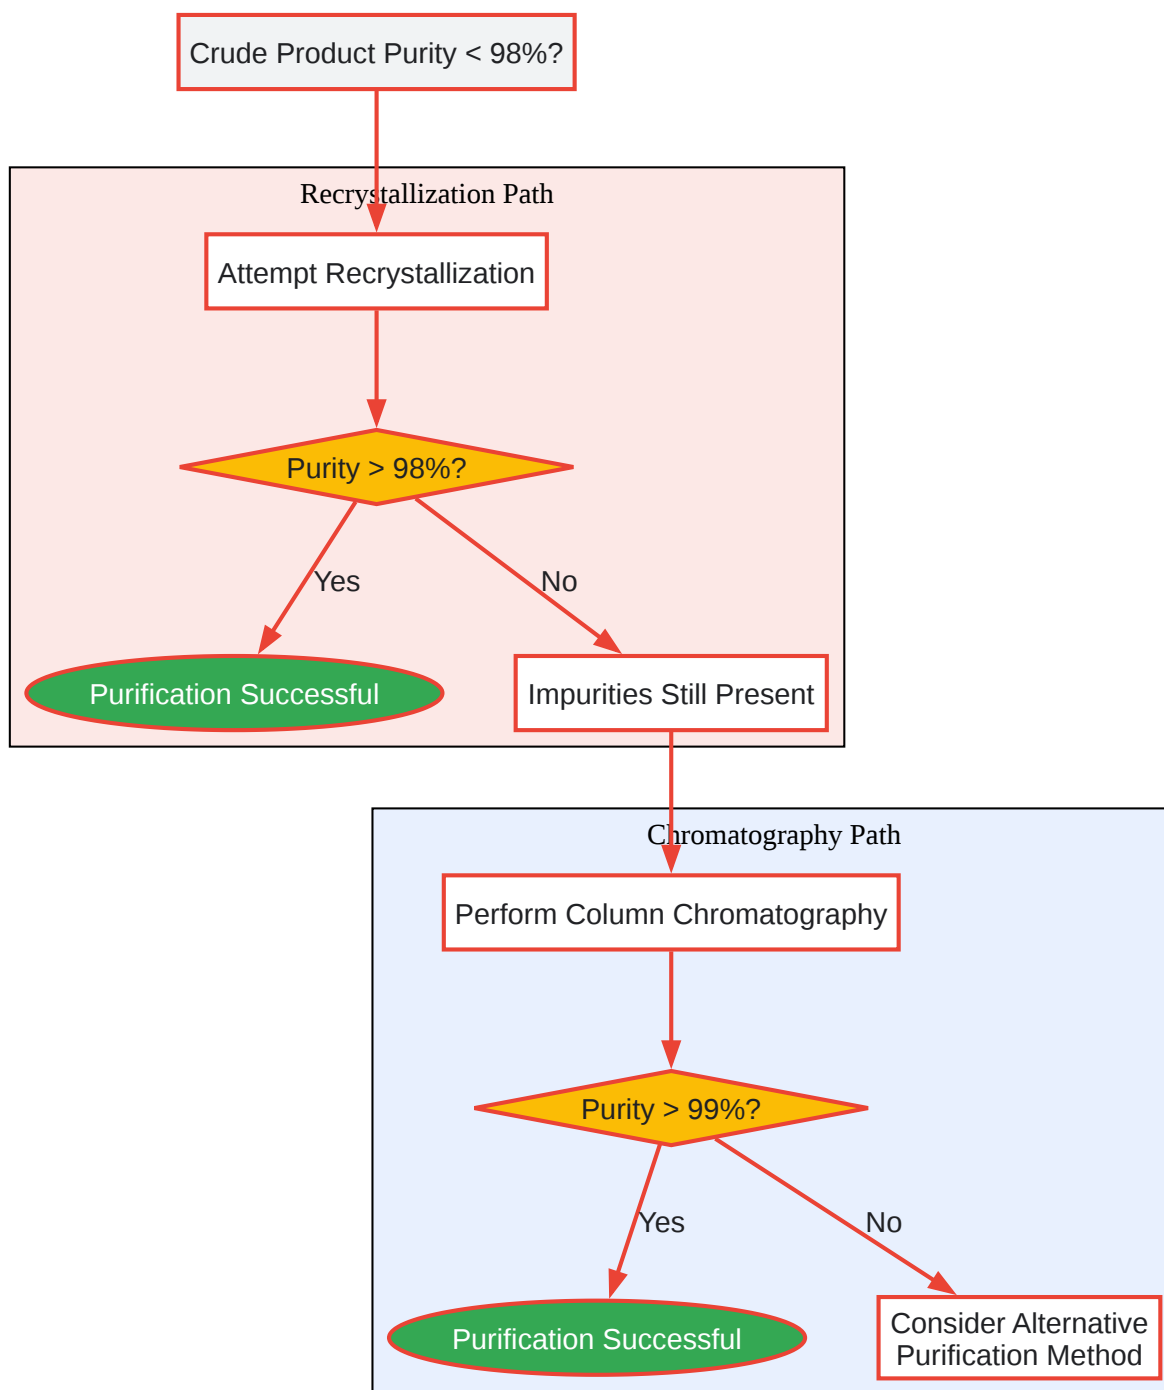 Crude Product Purity < 98%?
Recrystallization Path
Attempt Recrystallization
Purity > 98%?
Yes
No
Purification Successful
Impurities Still Present
Chromatography Path
Perform Column Chromatography
Purity > 99%?
Yes
No
Purification Successful
Consider Alternative
Purification Method